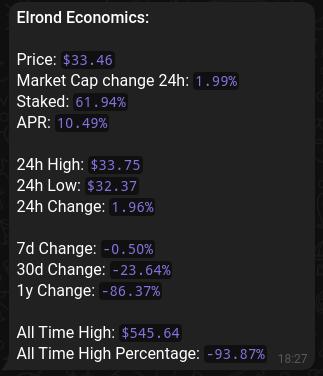 Elrond Economics:
Price: $33.46
Market Cap change 24h: 1.99%
Staked: 61.94%
APR: 10.49%
24h High: $33.75
24h Low: $32.37
24h Change: 1.96%
7d Change: -0.50%
30d Change: -23.64%
1y Change: -86.37%
All Time High: $545.64
All Time High Percentage: -93.87%
18:27